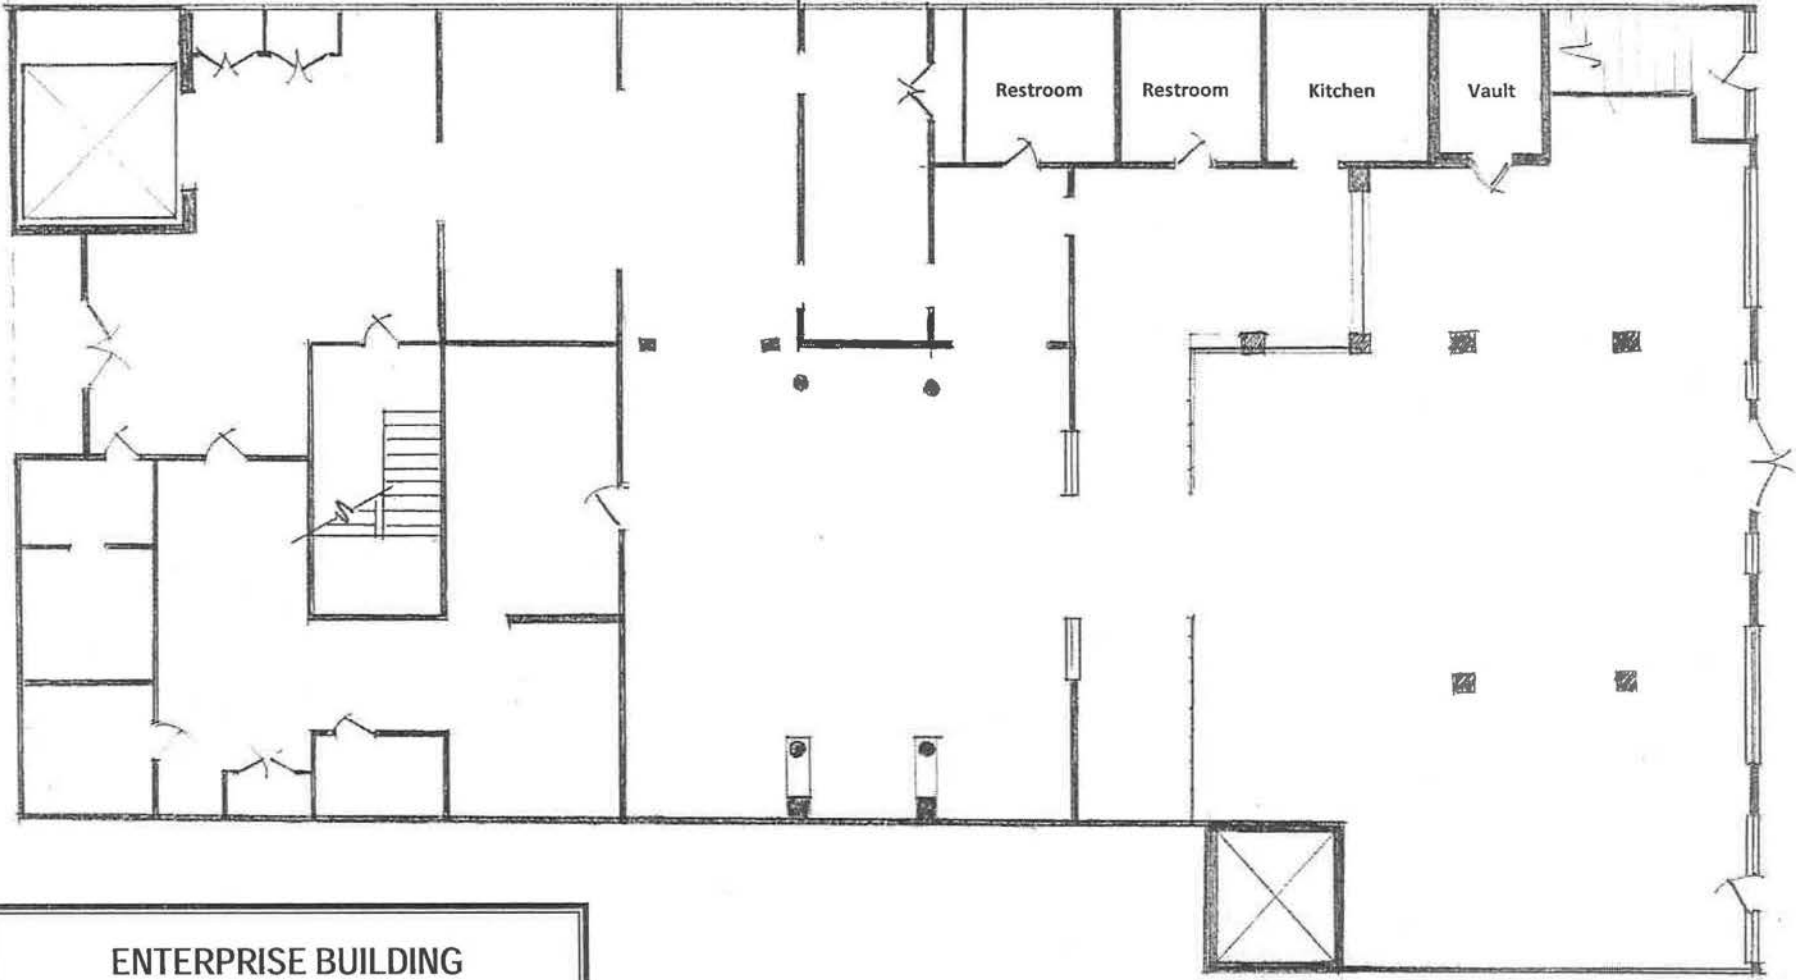 Restroom
Restroom
Kitchen
Vault
ENTERPRISE BUILDING